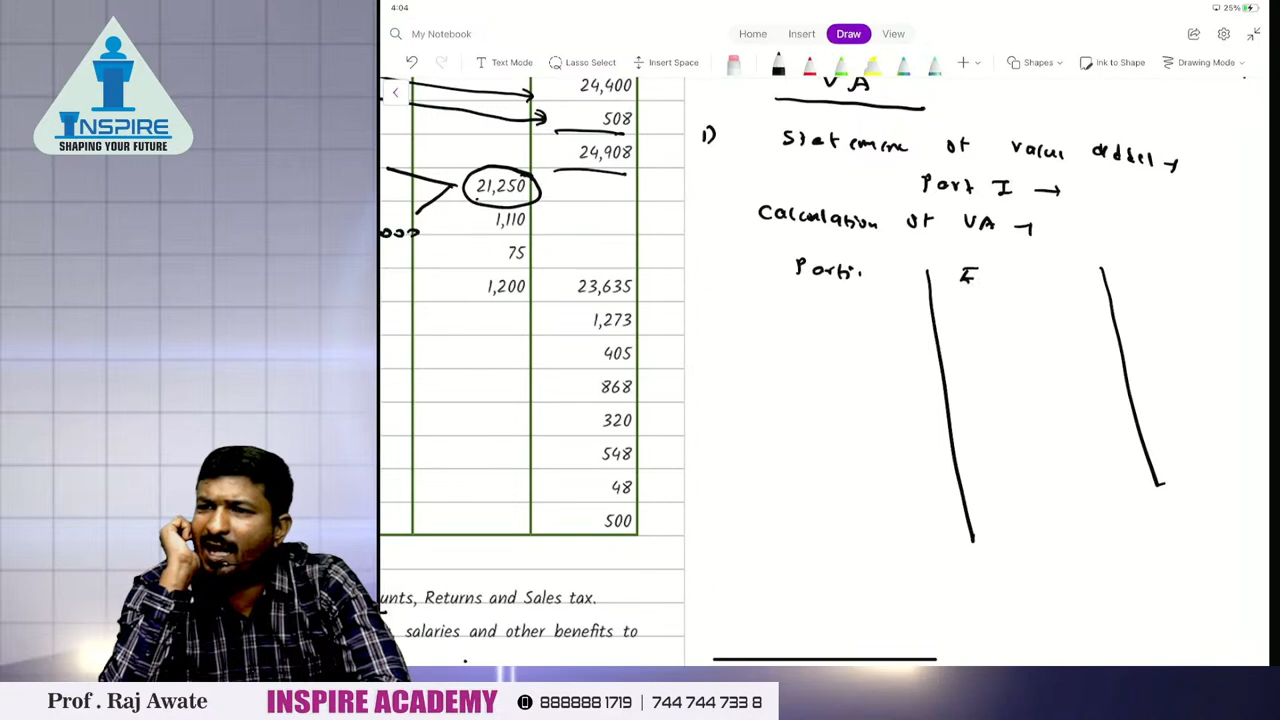 4:04
25%
My Notebook
Home Insert Draw View
Text Mode Lasso Select Insert Space Shapes Ink to Shape Drawing Mode
INSPIRE
SHAPING YOUR FUTURE
24,400
508
24,908
21,250
1,110
75
1,200 23,635
1,273
405
868
320
548
48
500
unts, Returns and Sales tax.
salaries and other benefits to
VA
1) Statement of value added
Part I →
Calculation of VA
Parti.
Prof . Raj Awate INSPIRE ACADEMY 888888 1719 | 744 744 733 8